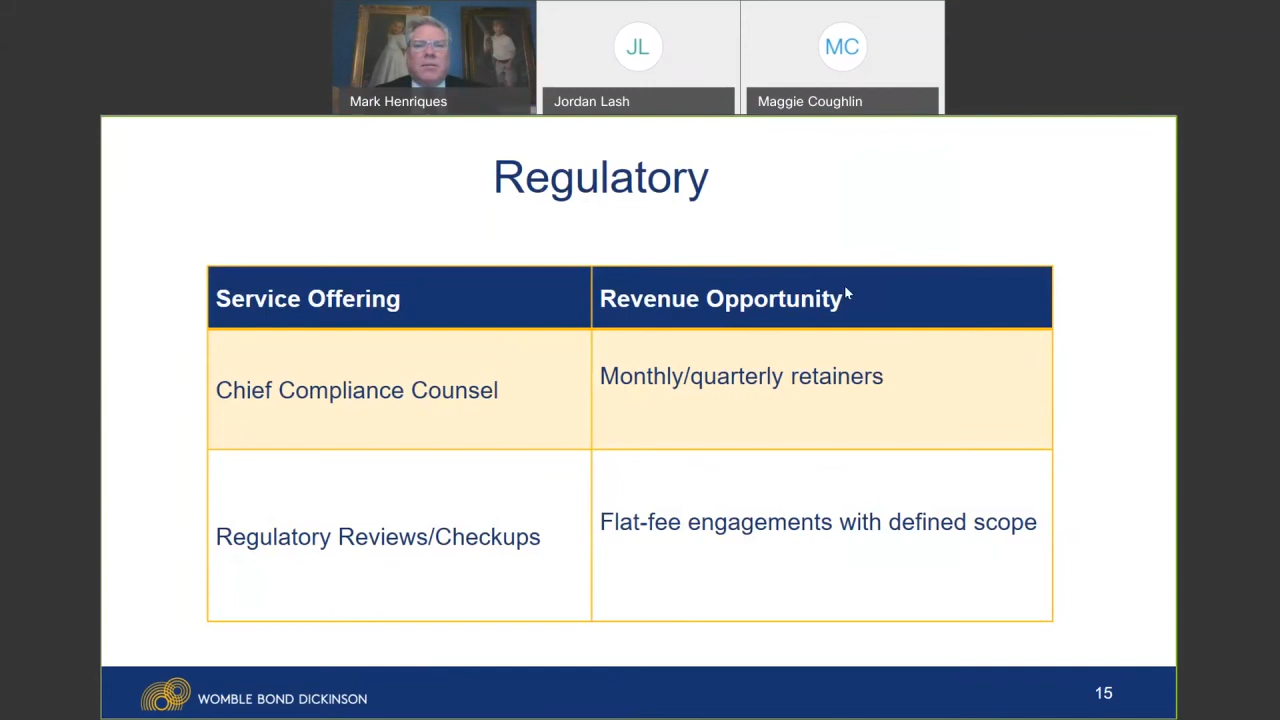 JL
MC
Mark Henriques
Jordan Lash
Maggie Coughlin
Regulatory
Service Offering
Revenue Opportunity
Chief Compliance Counsel
Monthly/quarterly retainers
Regulatory Reviews/Checkups
Flat-fee engagements with defined scope
WOMBLE BOND DICKINSON
15